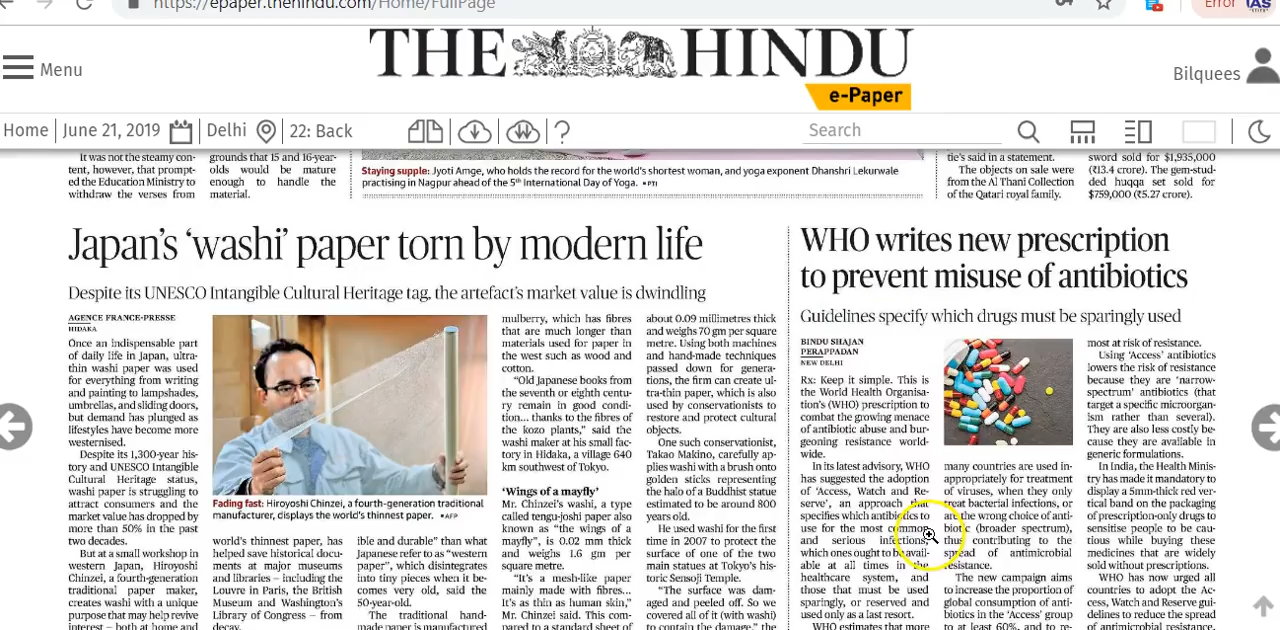 https://epaper.thehindu.com/Home/FullPage
Error
IAS
THE HINDU
e-Paper
Menu
Bilquees
Home
June 21, 2019
Delhi
22: Back
?
Search
It was not the steamy con-
tent, however, that prompt-
ed the Education Ministry to
withdraw the verses from
grounds that 15 and 16-year-
olds would be mature
enough to handle the
material.
Staying supple: Jyoti Amge, who holds the record for the world's shortest woman, and yoga exponent Dhanshri Lekurwale
practising in Nagpur ahead of the 5th International Day of Yoga. • PTI
tie's said in a statement.
The objects on sale were
from the Al Thani Collection
of the Qatari royal family.
sword sold for $1,935,000
(₹13.4 crore). The gem-stud-
ded huqqa set sold for
$759,000 (₹5.27 crore).
Japan's 'washi' paper torn by modern life
Despite its UNESCO Intangible Cultural Heritage tag, the artefact's market value is dwindling
AGENCE FRANCE-PRESSE
HIDAKA
Once an indispensable part
of daily life in Japan, ultra-
thin washi paper was used
for everything from writing
and painting to lampshades,
umbrellas, and sliding doors,
but demand has plunged as
lifestyles have become more
westernised.
Despite its 1,300-year his-
tory and UNESCO Intangible
Cultural Heritage status,
washi paper is struggling to
attract consumers and the
market value has dropped by
more than 50% in the past
two decades.
But at a small workshop in
western Japan, Hiroyoshi
Chinzei, a fourth-generation
traditional paper maker,
creates washi with a unique
purpose that may help revive
interest – both at home and
Fading fast: Hiroyoshi Chinzei, a fourth-generation traditional
manufacturer, displays the world's thinnest paper. • AFP
world's thinnest paper, has
helped save historical docu-
ments at major museums
and libraries – including the
Louvre in Paris, the British
Museum and Washington's
Library of Congress – from
decay.
ible and durable" than what
Japanese refer to as "western
paper", which disintegrates
into tiny pieces when it be-
comes very old, said the
50-year-old.
The traditional hand-
made paper is manufactured
mulberry, which has fibres
that are much longer than
materials used for paper in
the west such as wood and
cotton.
"Old Japanese books from
the seventh or eighth centu-
ry remain in good condi-
tion... thanks to the fibres of
the kozo plants," said the
washi maker at his small fac-
tory in Hidaka, a village 640
km southwest of Tokyo.
'Wings of a mayfly'
Mr. Chinzei's washi, a type
called tengu-joshi paper also
known as "the wings of a
mayfly", is 0.02 mm thick
and weighs 1.6 gm per
square metre.
"It's a mesh-like paper
mainly made with fibres...
It's as thin as human skin,"
Mr. Chinzei said. This com-
pared to a standard sheet of
about 0.09 millimetres thick
and weighs 70 gm per square
metre. Using both machines
and hand-made techniques
passed down for genera-
tions, the firm can create ul-
tra-thin paper, which is also
used by conservationists to
restore and protect cultural
objects.
One such conservationist,
Takao Makino, carefully ap-
plies washi with a brush onto
golden sticks representing
the halo of a Buddhist statue
estimated to be around 800
years old.
He used washi for the first
time in 2007 to protect the
surface of one of the two
main statues at Tokyo's his-
toric Sensoji Temple.
"The surface was dam-
aged and peeled off. So we
covered all of it (with washi)
to contain the damage," the
WHO writes new prescription
to prevent misuse of antibiotics
Guidelines specify which drugs must be sparingly used
BINDU SHAJAN
PERAPPADAN
NEW DELHI
Rx: Keep it simple. This is
the World Health Organisa-
tion's (WHO) prescription to
combat the growing menace
of antibiotic abuse and bur-
geoning resistance world-
wide.
In its latest advisory, WHO
has suggested the adoption
of 'Access, Watch and Re-
serve', an approach that
specifies which antibiotics to
use for the most common
and serious infections,
which ones ought to be avail-
able at all times in the
healthcare system, and
those that must be used
sparingly, or reserved and
used only as a last resort.
WHO estimates that more
many countries are used in-
appropriately for treatment
of viruses, when they only
treat bacterial infections, or
are the wrong choice of anti-
biotic (broader spectrum),
thus contributing to the
spread of antimicrobial
resistance.
The new campaign aims
to increase the proportion of
global consumption of anti-
biotics in the 'Access' group
to at least 60%, and to re-
most at risk of resistance.
Using 'Access' antibiotics
lowers the risk of resistance
because they are 'narrow-
spectrum' antibiotics (that
target a specific microorgan-
ism rather than several).
They are also less costly be-
cause they are available in
generic formulations.
In India, the Health Minis-
try has made it mandatory to
display a 5mm-thick red ver-
tical band on the packaging
of prescription-only drugs to
sensitise people to be cau-
tious while buying these
medicines that are widely
sold without prescriptions.
WHO has now urged all
countries to adopt the Ac-
cess, Watch and Reserve gui-
delines to reduce the spread
of antimicrobial resistance,